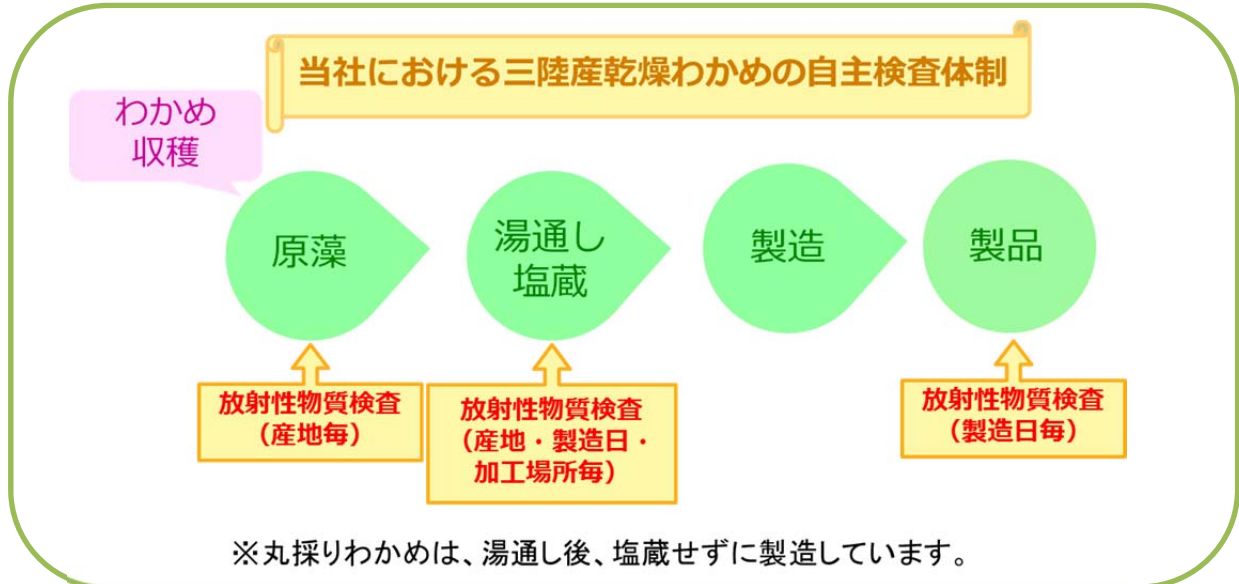 当社における三陸産乾燥わかめの自主検査体制
わかめ
収穫
原藻
湯通し
塩蔵
製造
製品
放射性物質検査
（産地毎）
放射性物質検査
（産地・製造日・
加工場所毎）
放射性物質検査
（製造日毎）
※丸採りわかめは、湯通し後、塩蔵せずに製造しています。